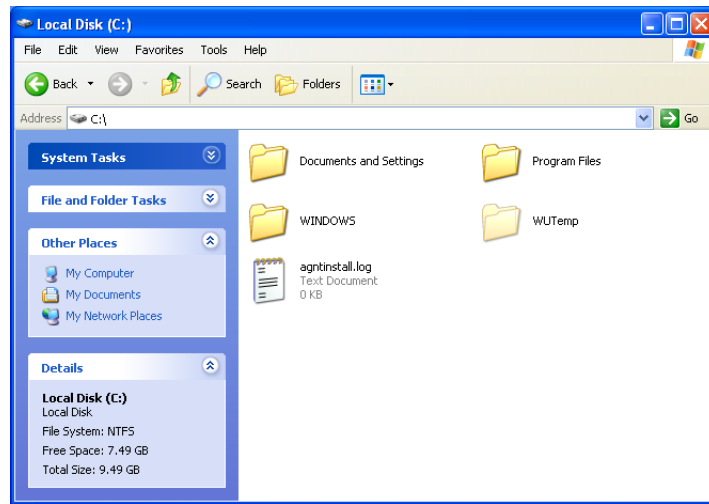 Local Disk (C:)
File Edit View Favorites Tools Help
Back Search Folders
Address C:\ Go
System Tasks
File and Folder Tasks
Other Places
My Computer
My Documents
My Network Places
Details
Local Disk (C:)
Local Disk
File System: NTFS
Free Space: 7.49 GB
Total Size: 9.49 GB
Documents and Settings Program Files
WINDOWS WUTemp
agntinstall.log
Text Document
0 KB